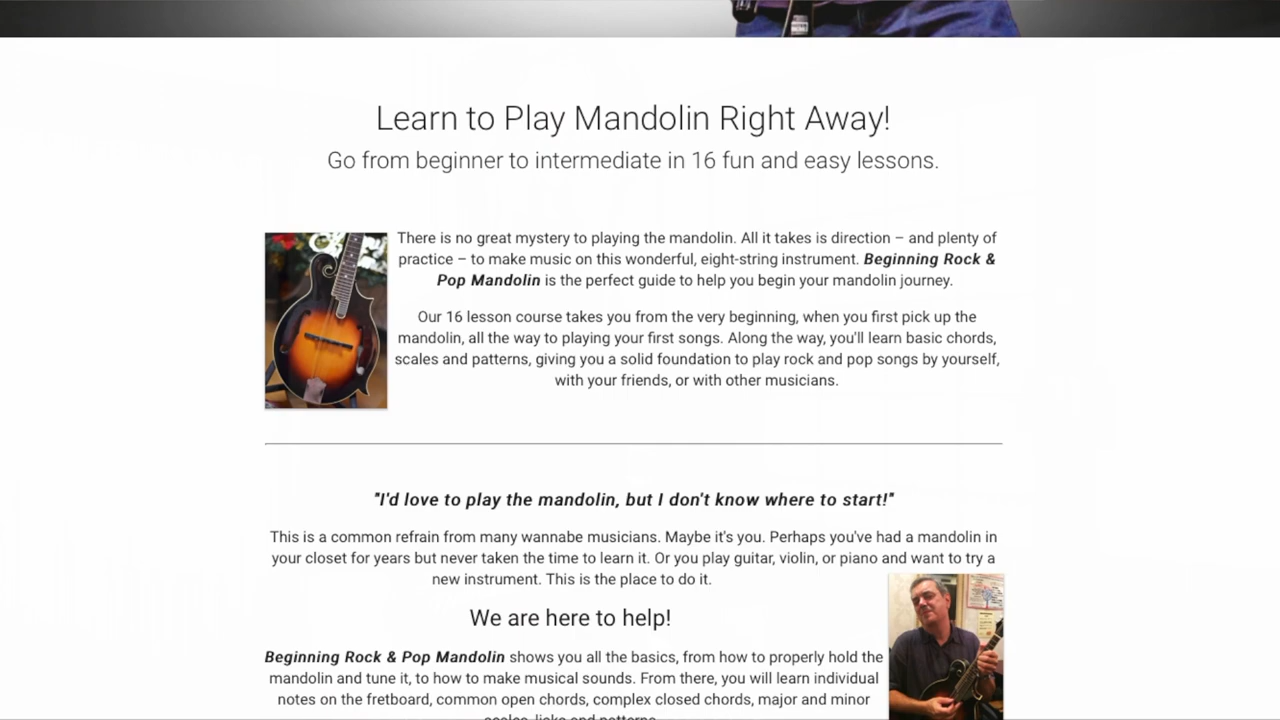 Learn to Play Mandolin Right Away!
Go from beginner to intermediate in 16 fun and easy lessons.
There is no great mystery to playing the mandolin. All it takes is direction – and plenty of
practice – to make music on this wonderful, eight-string instrument. Beginning Rock &
Pop Mandolin is the perfect guide to help you begin your mandolin journey.
Our 16 lesson course takes you from the very beginning, when you first pick up the
mandolin, all the way to playing your first songs. Along the way, you'll learn basic chords,
scales and patterns, giving you a solid foundation to play rock and pop songs by yourself,
with your friends, or with other musicians.
"I'd love to play the mandolin, but I don't know where to start!"
This is a common refrain from many wannabe musicians. Maybe it's you. Perhaps you've had a mandolin in
your closet for years but never taken the time to learn it. Or you play guitar, violin, or piano and want to try a
new instrument. This is the place to do it.
We are here to help!
Beginning Rock & Pop Mandolin shows you all the basics, from how to properly hold the
mandolin and tune it, to how to make musical sounds. From there, you will learn individual
notes on the fretboard, common open chords, complex closed chords, major and minor